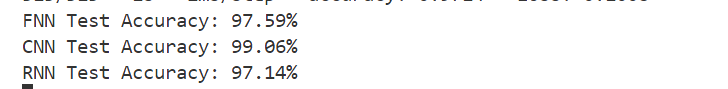 FNN Test Accuracy: 97.59%
CNN Test Accuracy: 99.06%
RNN Test Accuracy: 97.14%